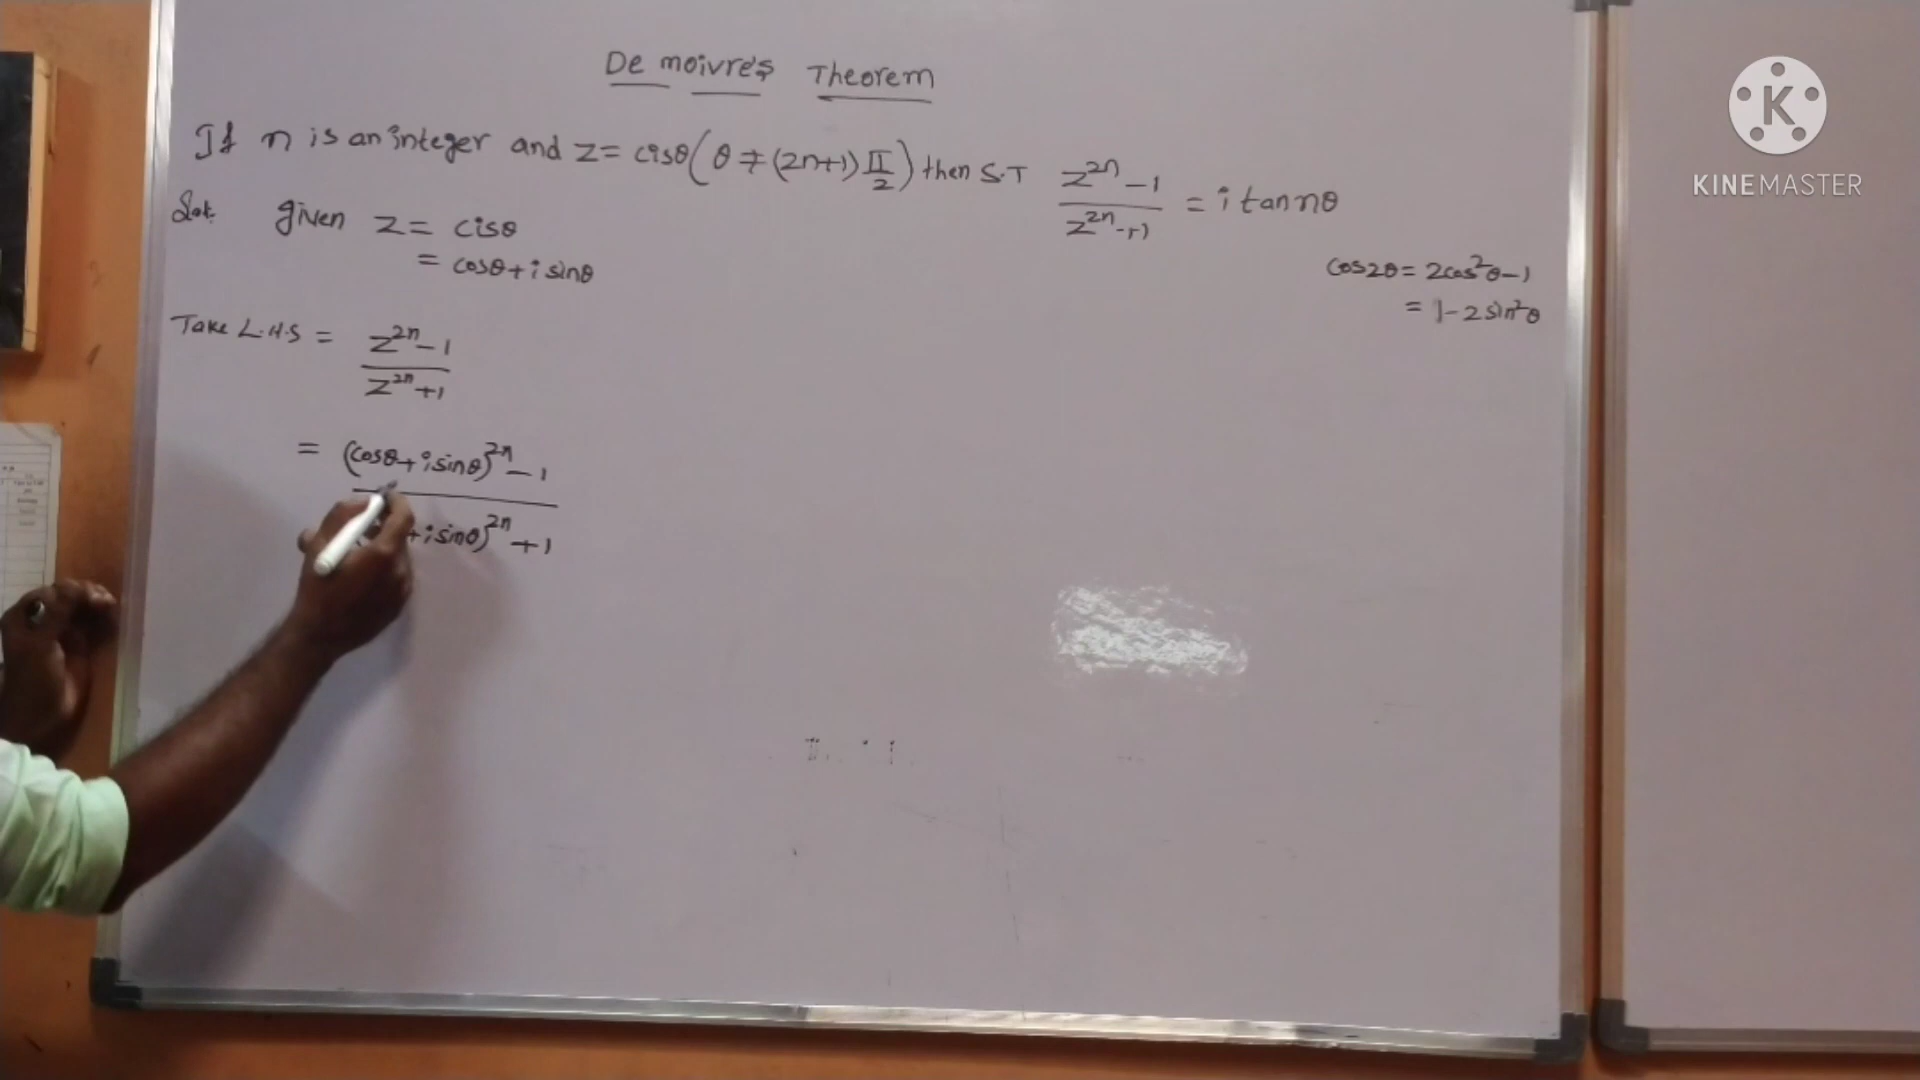 De moivre's Theorem
If n is an integer and z = cisθ (θ ≠ (2n+1) π/2) then S.T (z^2n - 1)/(z^2n + 1) = i tan nθ
Sol: given z = cisθ
= cosθ + i sinθ
cos2θ = 2cos²θ - 1
= 1 - 2 sin²θ
Take L.H.S = (z^2n - 1)/(z^2n + 1)
= (cosθ + i sinθ)^2n - 1
+ i sinθ)^2n + 1
K
KINEMASTER